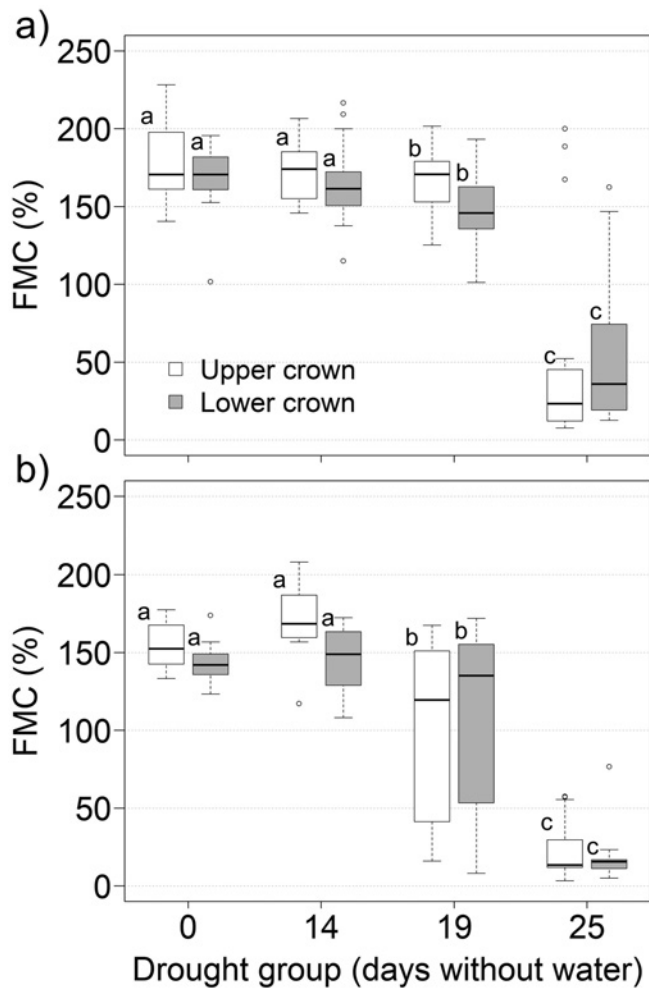 a)
250
200
150
100
50
0
FMC (%)
a
a
a
a
b
b
c
c
Upper crown
Lower crown
b)
250
200
150
100
50
0
FMC (%)
a
a
a
a
b
b
c
c
0 14 19 25
Drought group (days without water)